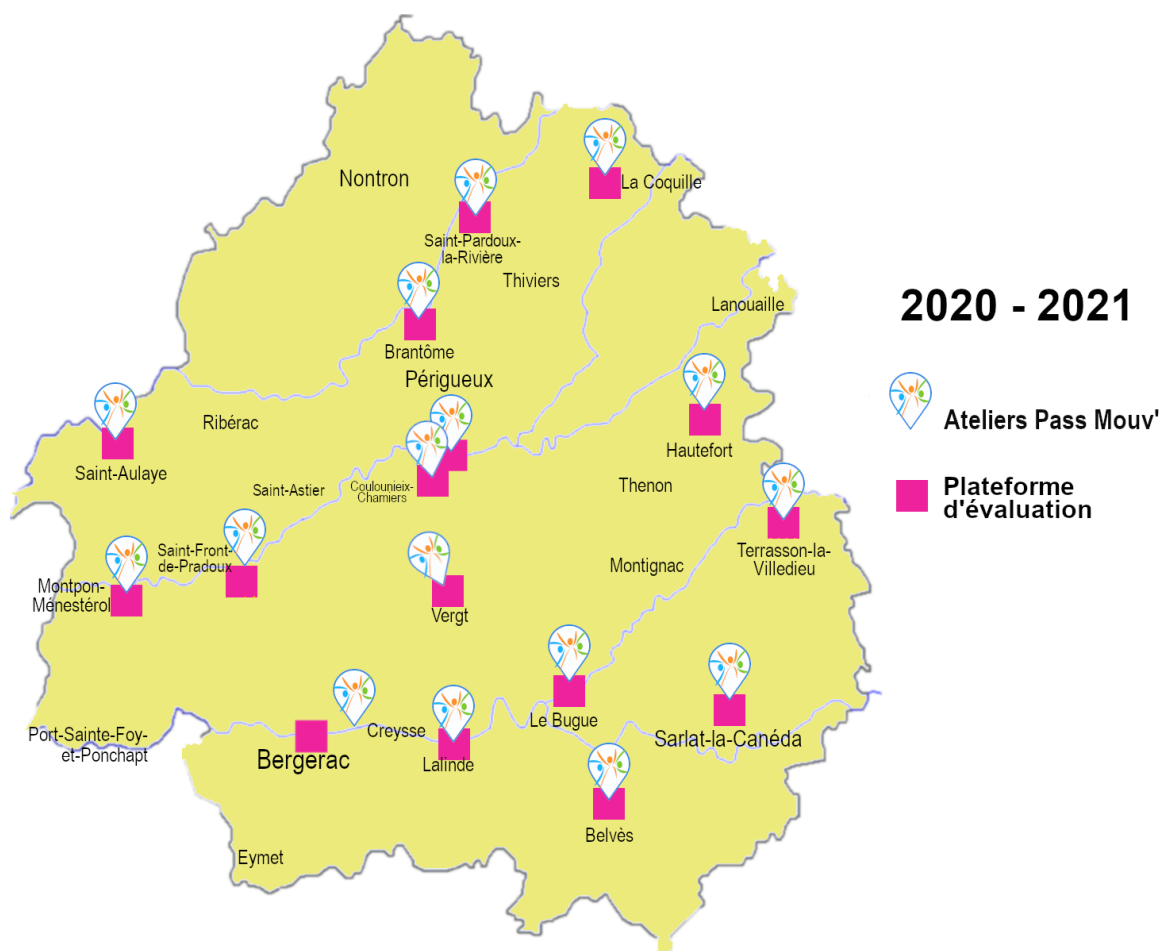 Nontron
La Coquille
Saint-Pardoux-
la-Rivière
Thiviers
Lanouaille
2020 - 2021
Brantôme
Périgueux
Ateliers Pass Mouv'
Ribérac
Hautefort
Saint-Aulaye
Saint-Astier
Coulounieix-
Chamiers
Thenon
Plateforme
d'évaluation
Saint-Front-
de-Pradoux
Terrasson-la-
Villedieu
Montignac
Montpon-
Ménestérol
Vergt
Le Bugue
Port-Sainte-Foy-
et-Ponchapt
Creysse
Sarlat-la-Canéda
Bergerac
Lalinde
Belvès
Eymet